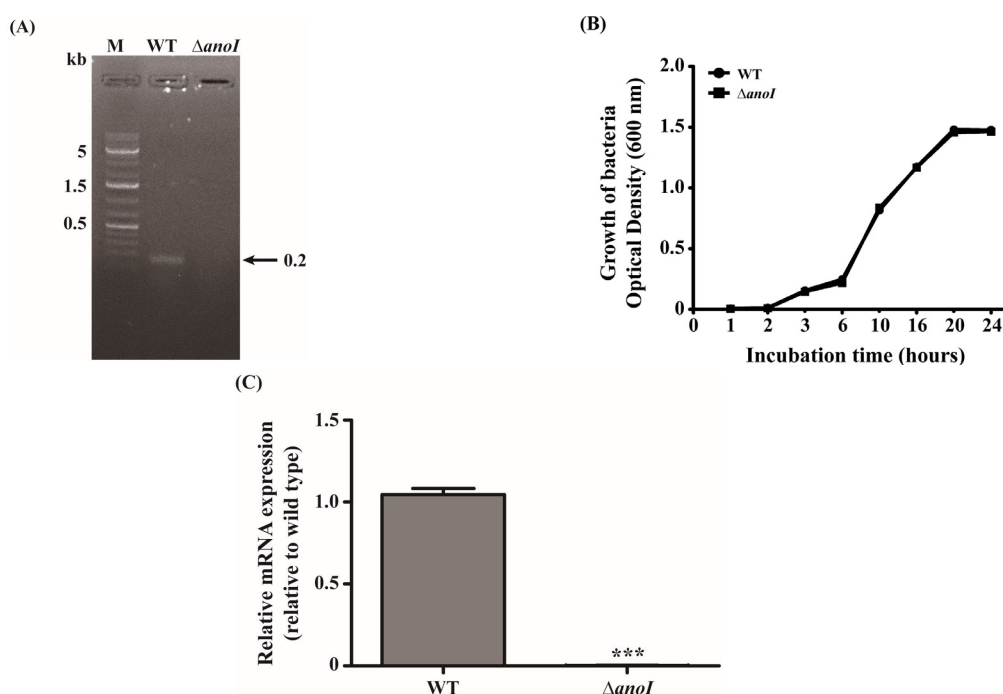 (A)
M WT ΔanoI
kb
5
1.5
0.5
0.2
(B)
2.0
1.5
1.0
0.5
0
WT
ΔanoI
Growth of bacteria
Optical Density (600 nm)
0 1 2 3 6 10 16 20 24
Incubation time (hours)
(C)
1.5
1.0
0.5
0
Relative mRNA expression
(relative to wild type)
***
WT ΔanoI